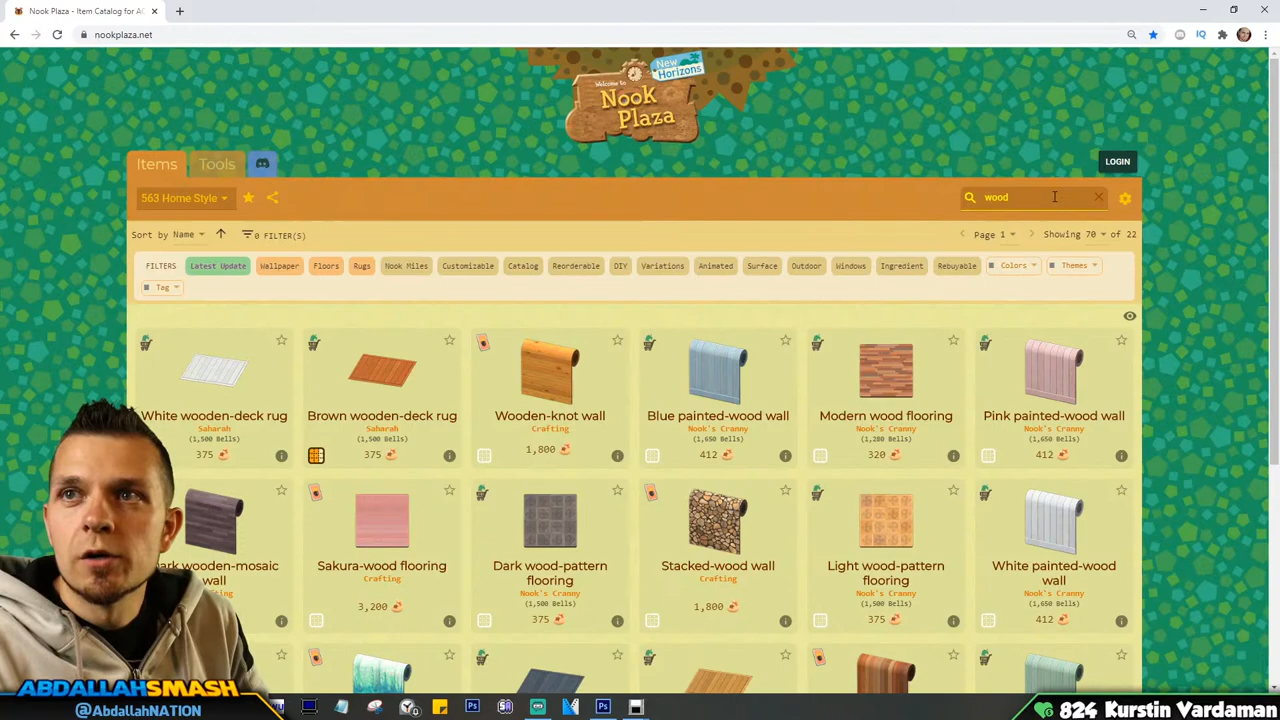 Nook Plaza - Item Catalog for AC
nookplaza.net
Welcome to
Nook
Plaza
New
Horizons
Items
Tools
LOGIN
563 Home Style
wood
Sort by Name
0 FILTER(S)
Page 1
Showing 70 of 22
FILTERS Latest Update Wallpaper Floors Rugs Nook Miles Customizable Catalog Reorderable DIY Variations Animated Surface Outdoor Windows Ingredient Rebuyable Colors Themes
Tag
White wooden-deck rug
Saharah
(1,500 Bells)
375
Brown wooden-deck rug
Saharah
(1,500 Bells)
375
Wooden-knot wall
Crafting
1,800
Blue painted-wood wall
Nook's Cranny
(1,650 Bells)
412
Modern wood flooring
Nook's Cranny
(1,280 Bells)
320
Pink painted-wood wall
Nook's Cranny
(1,650 Bells)
412
wooden-mosaic
wall
Sakura-wood flooring
Crafting
3,200
Dark wood-pattern
flooring
Nook's Cranny
(1,500 Bells)
375
Stacked-wood wall
Crafting
1,800
Light wood-pattern
flooring
Nook's Cranny
(1,500 Bells)
375
White painted-wood
wall
Nook's Cranny
(1,650 Bells)
412
ABDALLAHSMASH
@AbdallahNATION
824 Kurstin Vardaman